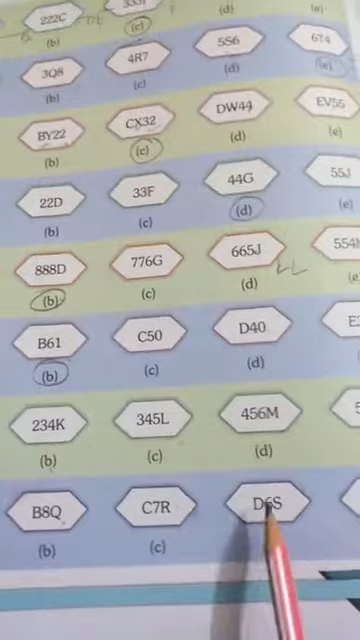 222C
(b) (c) (d) (e)
3Q8 4R7 5S6 6T4
(b) (c) (d) (e)
BY22 CX32 DW44 EV55
(b) (c) (d) (e)
22D 33F 44G 55J
(b) (c) (d) (e)
888D 776G 665J
(b) (c) (d)
B61 C50 D40
(b) (c) (d)
234K 345L 456M
(b) (c) (d)
B8Q C7R D6S
(b) (c)